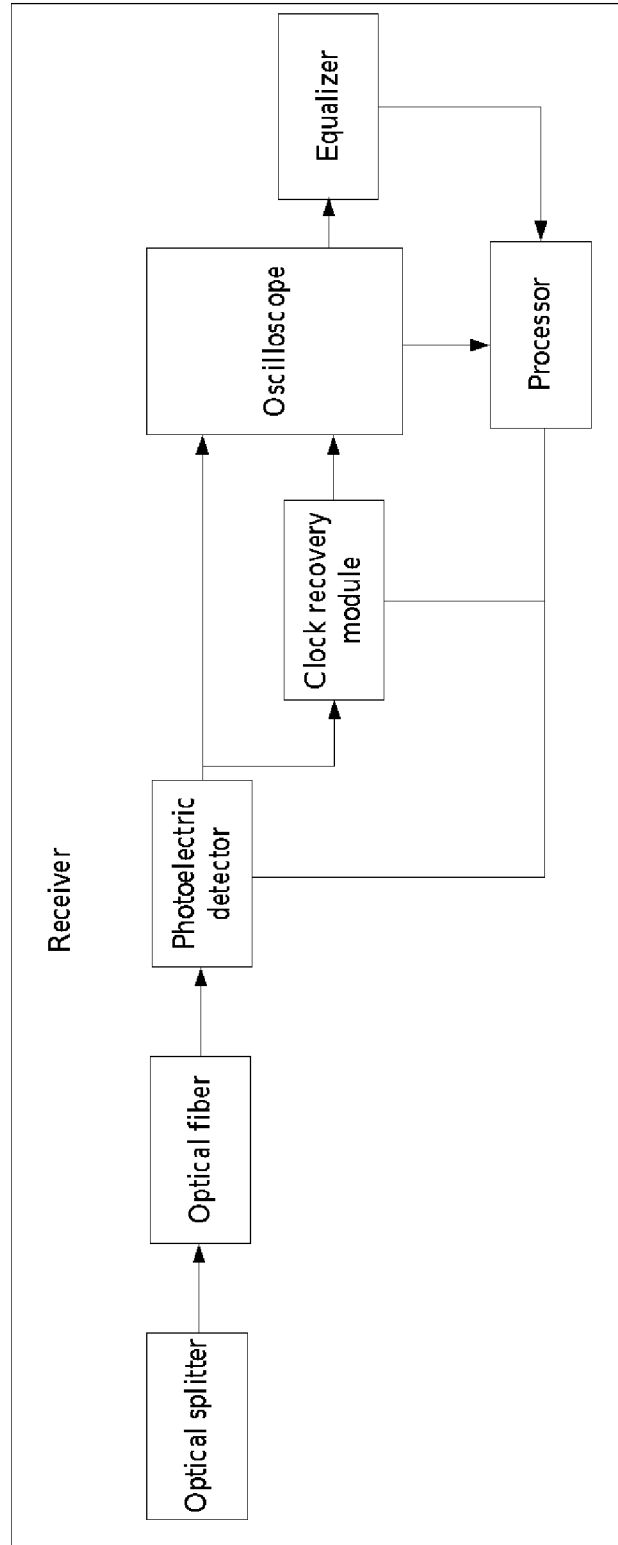 Receiver
Optical splitter
Optical fiber
Photoelectric
detector
Clock recovery
module
Oscilloscope
Equalizer
Processor